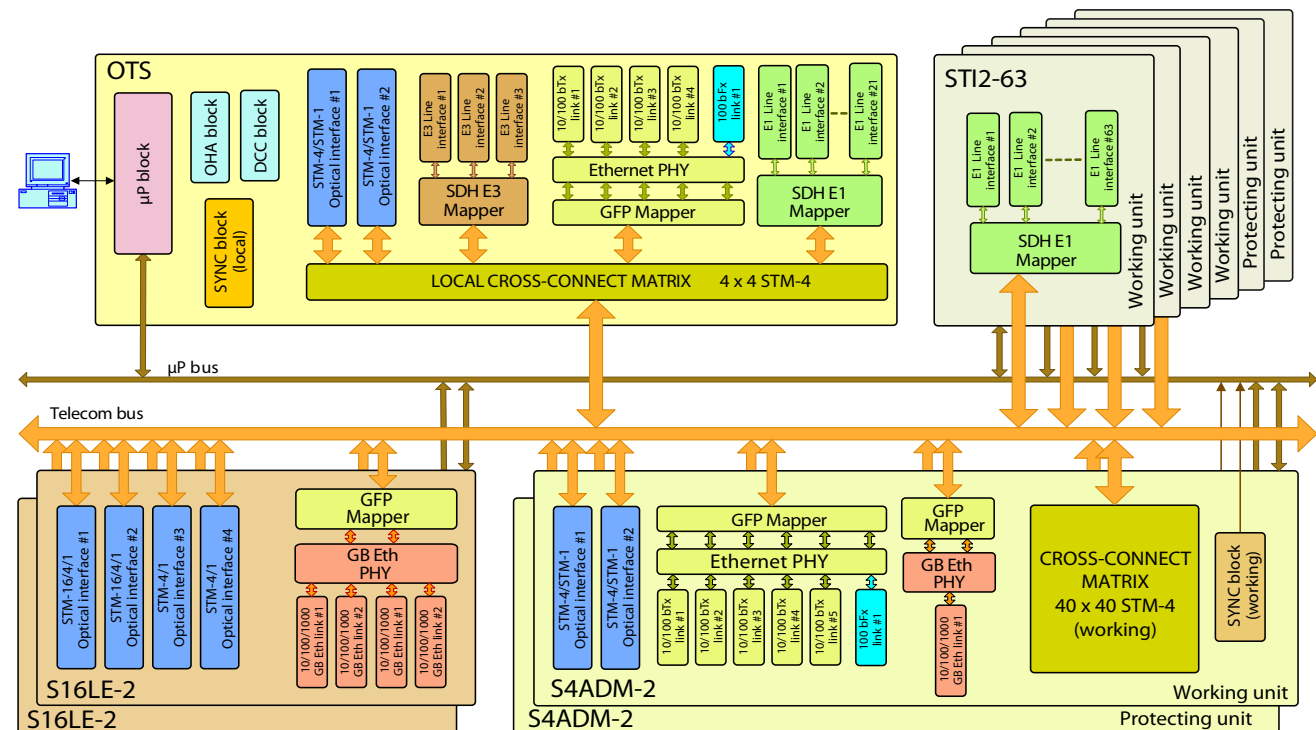 OTS
µP block
OHA block
DCC block
SYNC block
(local)
STM-4/STM-1
Optical interface #1
STM-4/STM-1
Optical interface #2
E3 Line
interface #1
E3 Line
interface #2
E3 Line
interface #3
SDH E3
Mapper
10/100 bTx
link #1
10/100 bTx
link #2
10/100 bTx
link #3
10/100 bTx
link #4
100 bFx
link #1
Ethernet PHY
GFP Mapper
E1 Line
interface #1
E1 Line
interface #2
E1 Line
interface #21
SDH E1
Mapper
LOCAL CROSS-CONNECT MATRIX 4 x 4 STM-4
STI2-63
E1 Line
interface #1
E1 Line
interface #2
E1 Line
interface #63
SDH E1
Mapper
Working unit
Working unit
Working unit
Working unit
Protecting unit
Protecting unit
µP bus
Telecom bus
STM-16/4/1
Optical interface #1
STM-16/4/1
Optical interface #2
STM-4/1
Optical interface #3
STM-4/1
Optical interface #4
GFP
Mapper
GB Eth
PHY
10/100/1000
GB Eth link #1
10/100/1000
GB Eth link #2
10/100/1000
GB Eth link #1
10/100/1000
GB Eth link #2
S16LE-2
S16LE-2
STM-4/STM-1
Optical interface #1
STM-4/STM-1
Optical interface #2
GFP Mapper
Ethernet PHY
10/100 bTx
link #1
10/100 bTx
link #2
10/100 bTx
link #3
10/100 bTx
link #4
10/100 bTx
link #5
100 bFx
link #1
GFP
Mapper
GB Eth
PHY
10/100/1000
GB Eth link #1
CROSS-CONNECT
MATRIX
40 x 40 STM-4
(working)
SYNC block
(working)
S4ADM-2
Working unit
S4ADM-2
Protecting unit